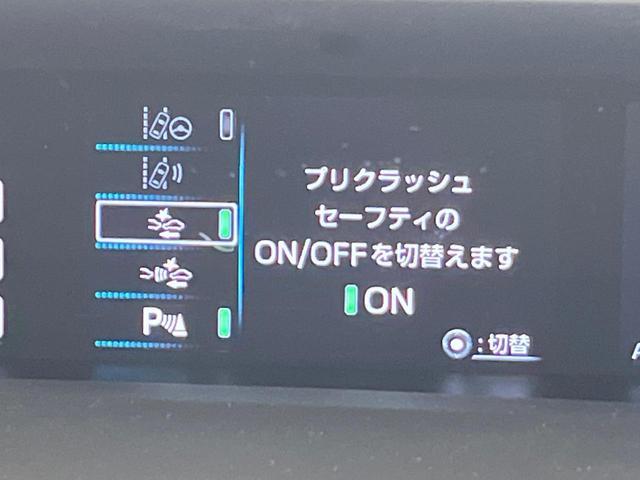 プリクラッシュ
セーフティの
ON/OFFを切替えます
ON
:切替
P